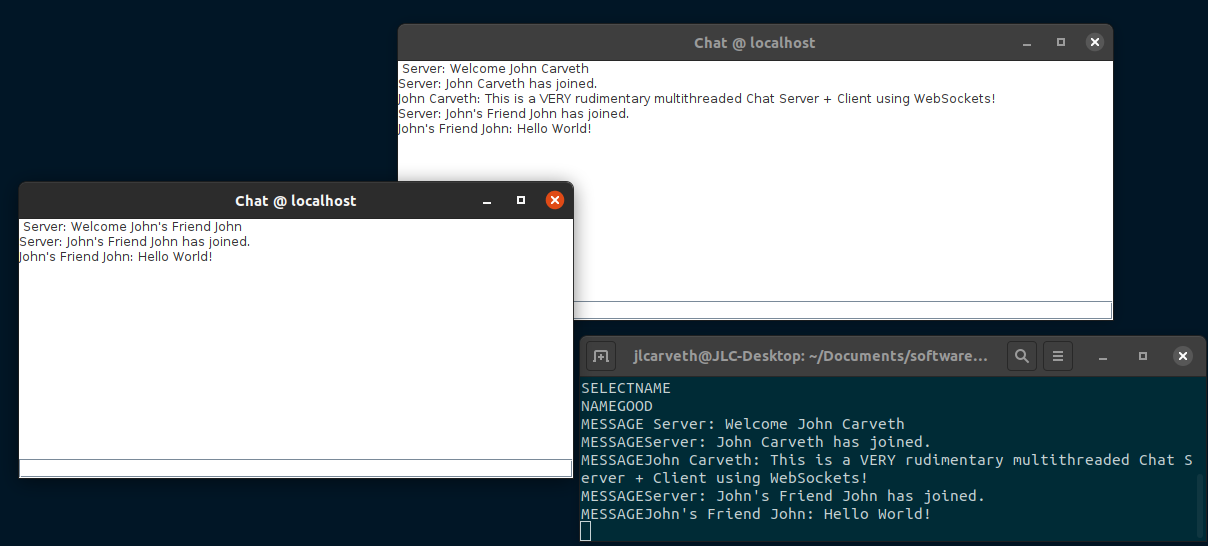 Chat @ localhost
Server: Welcome John Carveth
Server: John Carveth has joined.
John Carveth: This is a VERY rudimentary multithreaded Chat Server + Client using WebSockets!
Server: John's Friend John has joined.
John's Friend John: Hello World!
Chat @ localhost
Server: Welcome John's Friend John
Server: John's Friend John has joined.
John's Friend John: Hello World!
jlcarveth@JLC-Desktop: ~/Documents/software...
SELECTNAME
NAMEGOOD
MESSAGE Server: Welcome John Carveth
MESSAGEServer: John Carveth has joined.
MESSAGEJohn Carveth: This is a VERY rudimentary multithreaded Chat S
erver + Client using WebSockets!
MESSAGEServer: John's Friend John has joined.
MESSAGEJohn's Friend John: Hello World!